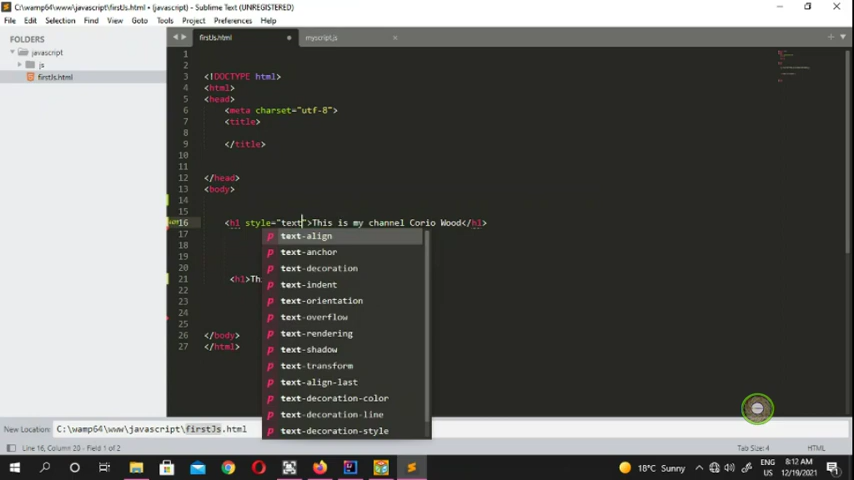 C:\wamp64\www\javascript\firstJs.html • (javascript) - Sublime Text (UNREGISTERED)
File Edit Selection Find View Goto Tools Project Preferences Help
FOLDERS
javascript
js
firstJs.html
firstJs.html
myscript.js
1
2
3 <!DOCTYPE html>
4 <html>
5 <head>
6 <meta charset="utf-8">
7 <title>
8
9 </title>
10
11
12 </head>
13 <body>
14
15
16 <h1 style="text">This is my channel Corio Wood</h1>
17
18
19
20
21 <h1>Thi
22
23
24
25
26 </body>
27 </html>
p text-align
p text-anchor
p text-decoration
p text-indent
p text-orientation
p text-overflow
p text-rendering
p text-shadow
p text-transform
p text-align-last
p text-decoration-color
p text-decoration-line
p text-decoration-style
New Location: C:\wamp64\www\javascript\firstJs.html
Line 16, Column 20 - Field 1 of 2
Tab Size: 4
HTML
18°C Sunny
ENG
US
8:12 AM
12/19/2021